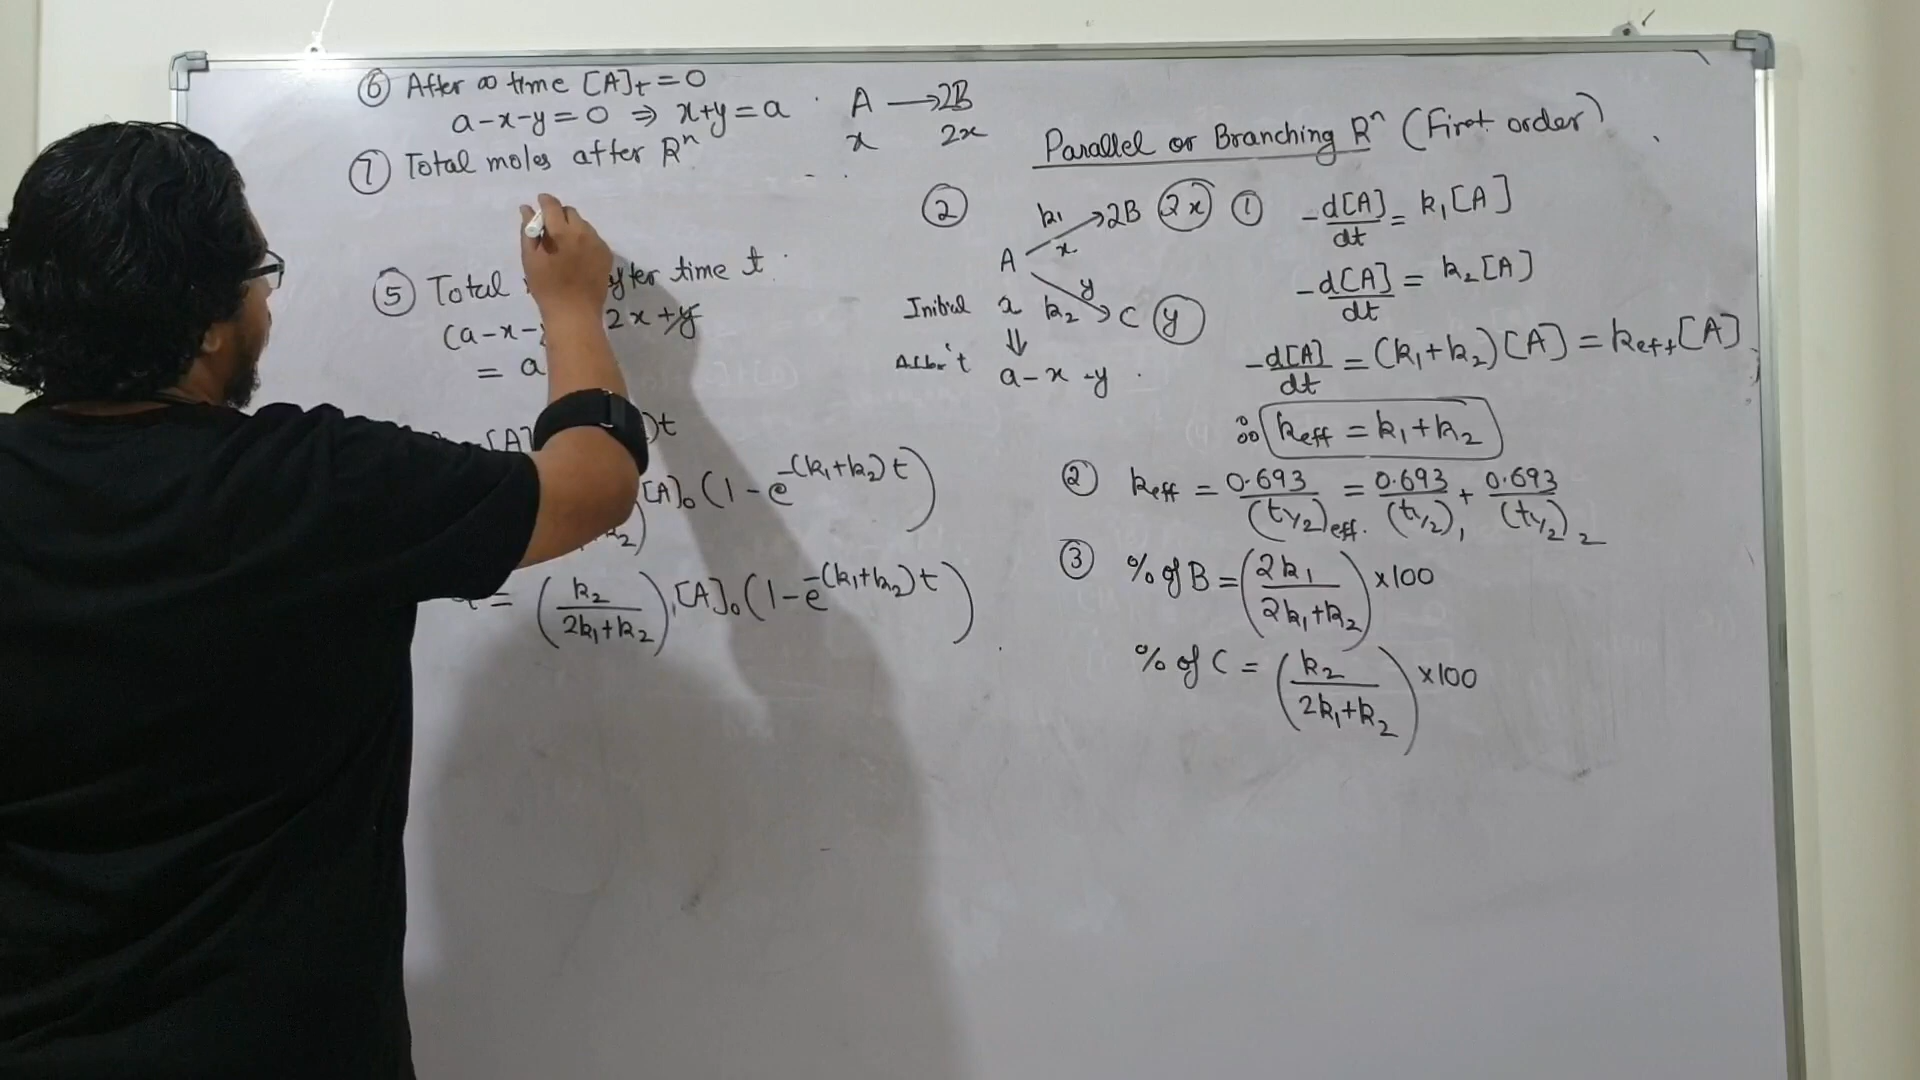 ⑥ After ∞ time [A]t = 0
a-x-y = 0 ⇒ x+y = a
⑦ Total moles after Rⁿ
A → 2B
x 2x
⑤ Total after time t
(a-x- 2x + y
= a
[A] )t
[A]₀ (1 - e^-(k₁+k₂)t)
k₂)
= (k₂ / 2k₁+k₂) [A]₀ (1 - e^-(k₁+k₂)t)
Parallel or Branching Rⁿ (First order)
② k₁ → 2B (2x)
A x
y
Initial a k₂ → C (y)
⇓
After 't a - x - y
① -d[A]/dt = k₁[A]
-d[A]/dt = k₂[A]
-d[A]/dt = (k₁+k₂)[A] = keff[A]
∴ keff = k₁+k₂
② keff = 0.693/(t1/2)eff. = 0.693/(t1/2)₁ + 0.693/(t1/2)₂
③ % of B = (2k₁ / 2k₁+k₂) x100
% of C = (k₂ / 2k₁+k₂) x100